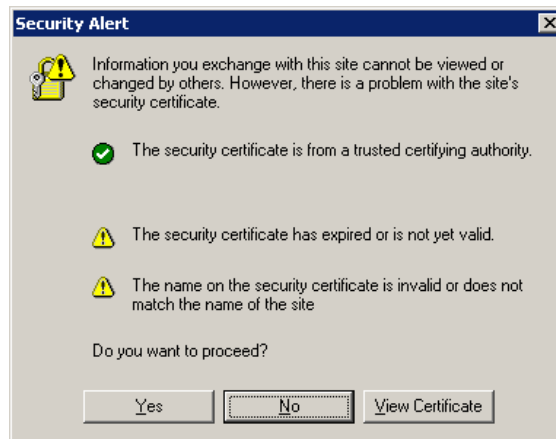 Security Alert
Information you exchange with this site cannot be viewed or
changed by others. However, there is a problem with the site's
security certificate.
The security certificate is from a trusted certifying authority.
The security certificate has expired or is not yet valid.
The name on the security certificate is invalid or does not
match the name of the site
Do you want to proceed?
Yes No View Certificate